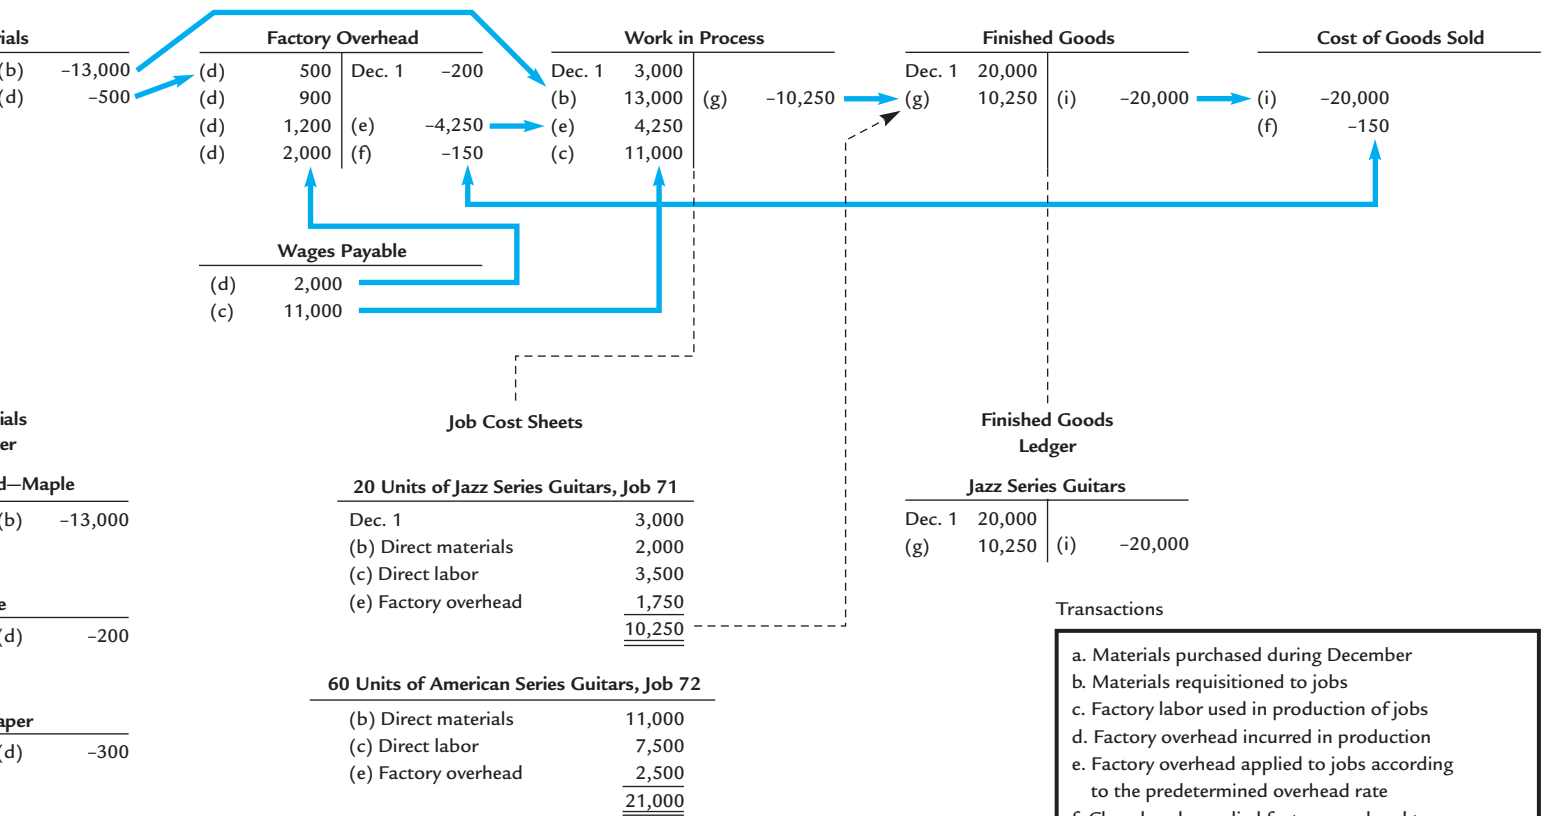 ials
(b) –13,000
(d) –500
Factory Overhead
(d) 500 Dec. 1 –200
(d) 900
(d) 1,200 (e) –4,250
(d) 2,000 (f) –150
Work in Process
Dec. 1 3,000
(b) 13,000 (g) –10,250
(e) 4,250
(c) 11,000
Finished Goods
Dec. 1 20,000
(g) 10,250 (i) –20,000
Cost of Goods Sold
(i) –20,000
(f) –150
Wages Payable
(d) 2,000
(c) 11,000
ials
er
d—Maple
(b) –13,000
e
(d) –200
aper
(d) –300
Job Cost Sheets
20 Units of Jazz Series Guitars, Job 71
Dec. 1 3,000
(b) Direct materials 2,000
(c) Direct labor 3,500
(e) Factory overhead 1,750
10,250
60 Units of American Series Guitars, Job 72
(b) Direct materials 11,000
(c) Direct labor 7,500
(e) Factory overhead 2,500
21,000
Finished Goods
Ledger
Jazz Series Guitars
Dec. 1 20,000
(g) 10,250 (i) –20,000
Transactions
a. Materials purchased during December
b. Materials requisitioned to jobs
c. Factory labor used in production of jobs
d. Factory overhead incurred in production
e. Factory overhead applied to jobs according
to the predetermined overhead rate